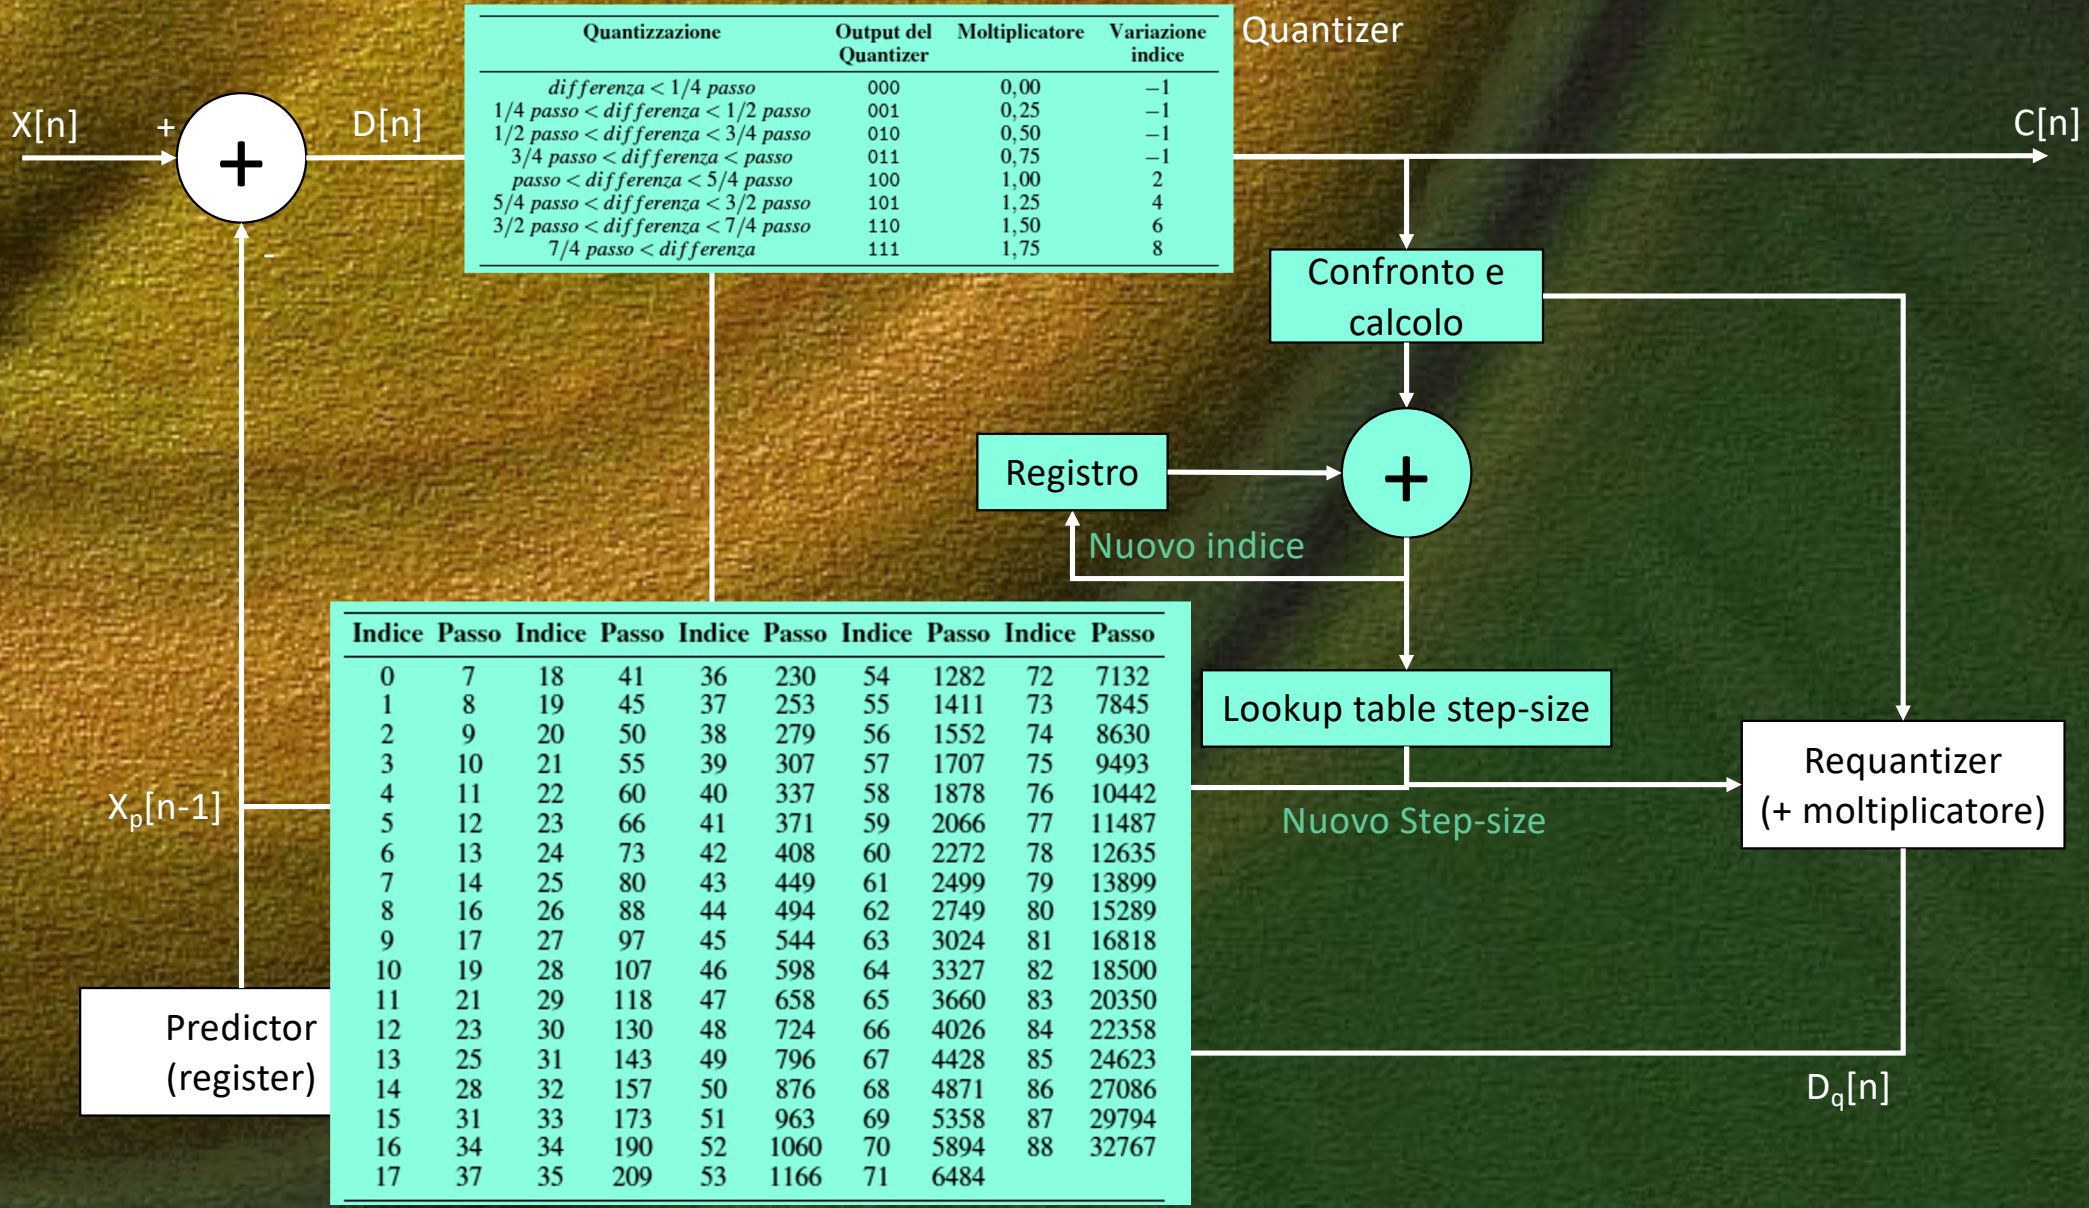 Quantizzazione Output del Quantizer Moltiplicatore Variazione indice
differenza < 1/4 passo 000 0,00 −1
1/4 passo < differenza < 1/2 passo 001 0,25 −1
1/2 passo < differenza < 3/4 passo 010 0,50 −1
3/4 passo < differenza < passo 011 0,75 −1
passo < differenza < 5/4 passo 100 1,00 2
5/4 passo < differenza < 3/2 passo 101 1,25 4
3/2 passo < differenza < 7/4 passo 110 1,50 6
7/4 passo < differenza 111 1,75 8
Quantizer
X[n]
+
+
-
D[n]
C[n]
Confronto e
calcolo
Registro
+
Nuovo indice
Lookup table step-size
Nuovo Step-size
Requantizer
(+ moltiplicatore)
Xp[n-1]
Predictor
(register)
Dq[n]
Indice Passo Indice Passo Indice Passo Indice Passo Indice Passo
0 7 18 41 36 230 54 1282 72 7132
1 8 19 45 37 253 55 1411 73 7845
2 9 20 50 38 279 56 1552 74 8630
3 10 21 55 39 307 57 1707 75 9493
4 11 22 60 40 337 58 1878 76 10442
5 12 23 66 41 371 59 2066 77 11487
6 13 24 73 42 408 60 2272 78 12635
7 14 25 80 43 449 61 2499 79 13899
8 16 26 88 44 494 62 2749 80 15289
9 17 27 97 45 544 63 3024 81 16818
10 19 28 107 46 598 64 3327 82 18500
11 21 29 118 47 658 65 3660 83 20350
12 23 30 130 48 724 66 4026 84 22358
13 25 31 143 49 796 67 4428 85 24623
14 28 32 157 50 876 68 4871 86 27086
15 31 33 173 51 963 69 5358 87 29794
16 34 34 190 52 1060 70 5894 88 32767
17 37 35 209 53 1166 71 6484